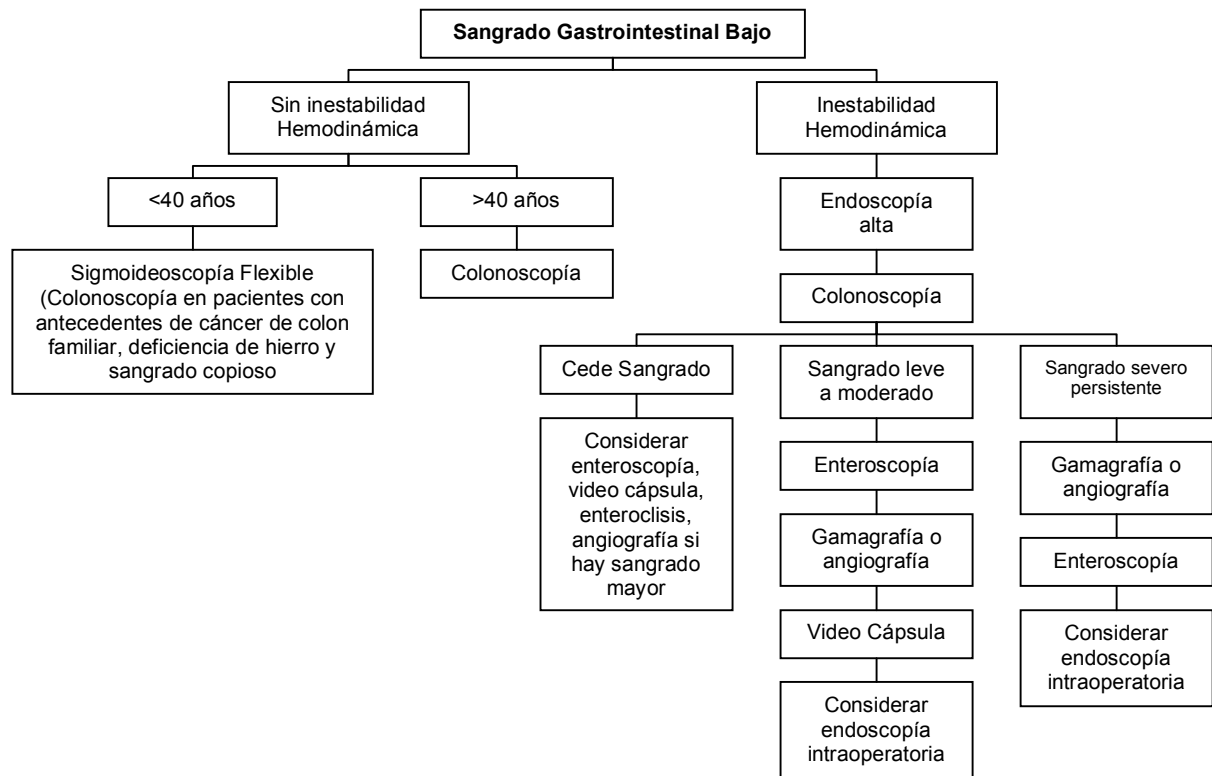 Sangrado Gastrointestinal Bajo
Sin inestabilidad
Hemodinámica
Inestabilidad
Hemodinámica
<40 años
>40 años
Endoscopía
alta
Sigmoideoscopía Flexible
(Colonoscopía en pacientes con
antecedentes de cáncer de colon
familiar, deficiencia de hierro y
sangrado copioso
Colonoscopía
Colonoscopía
Cede Sangrado
Sangrado leve
a moderado
Sangrado severo
persistente
Considerar
enteroscopía,
video cápsula,
enteroclisis,
angiografía si
hay sangrado
mayor
Enteroscopía
Gamagrafía o
angiografía
Gamagrafía o
angiografía
Enteroscopía
Video Cápsula
Considerar
endoscopía
intraoperatoria
Considerar
endoscopía
intraoperatoria